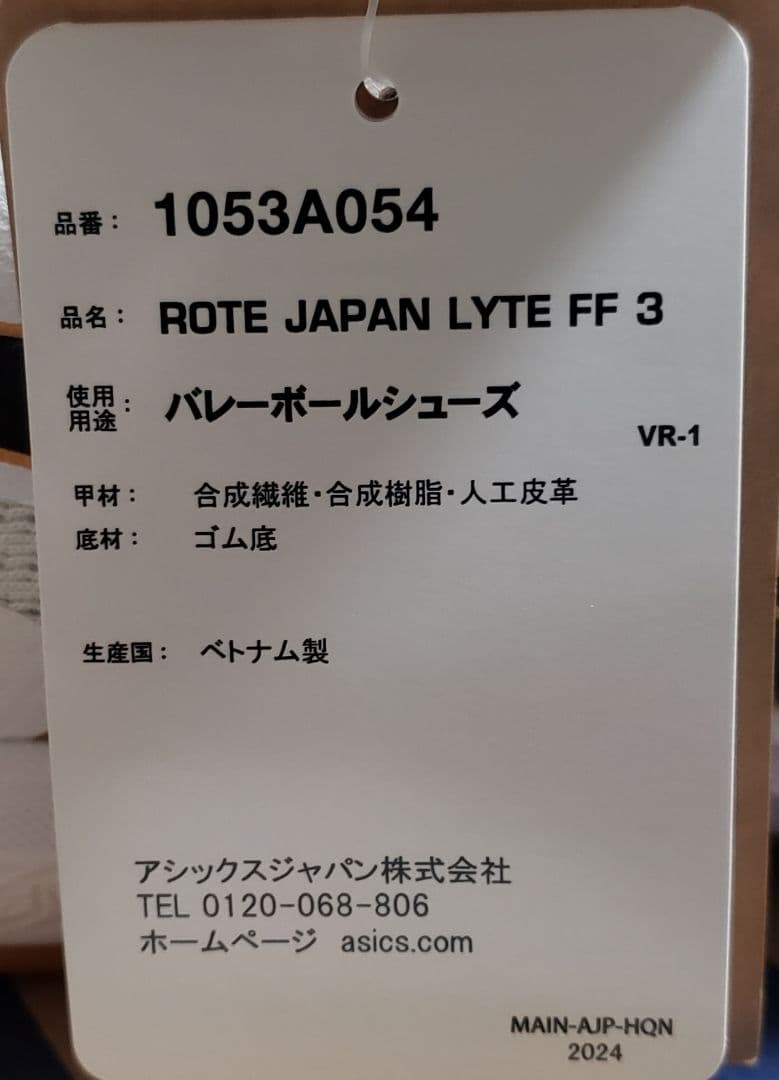 品番： 1053A054
品名： ROTE JAPAN LYTE FF 3
使用用途： バレーボールシューズ
VR-1
甲材： 合成繊維・合成樹脂・人工皮革
底材： ゴム底
生産国： ベトナム製
アシックスジャパン株式会社
TEL 0120-068-806
ホームページ asics.com
MAIN-AJP-HQN
2024